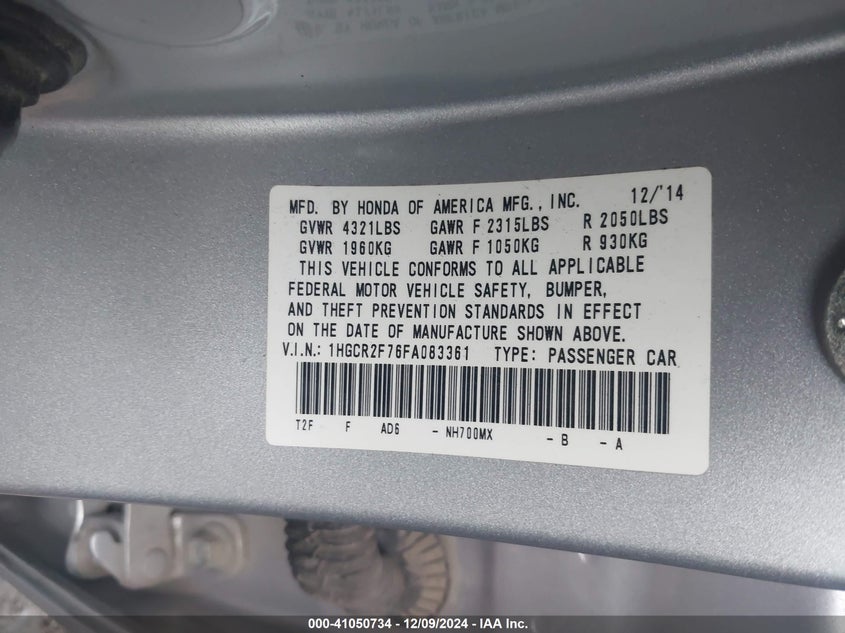 MFD. BY HONDA OF AMERICA MFG., INC. 12/'14
GVWR 4321LBS GAWR F 2315LBS R 2050LBS
GVWR 1960KG GAWR F 1050KG R 930KG
THIS VEHICLE CONFORMS TO ALL APPLICABLE
FEDERAL MOTOR VEHICLE SAFETY, BUMPER,
AND THEFT PREVENTION STANDARDS IN EFFECT
ON THE DATE OF MANUFACTURE SHOWN ABOVE.
V.I.N.: 1HGCR2F76FA083361 TYPE: PASSENGER CAR
T2F F AD6 - NH700MX - B - A
000-41050734 - 12/09/2024 - IAA Inc.